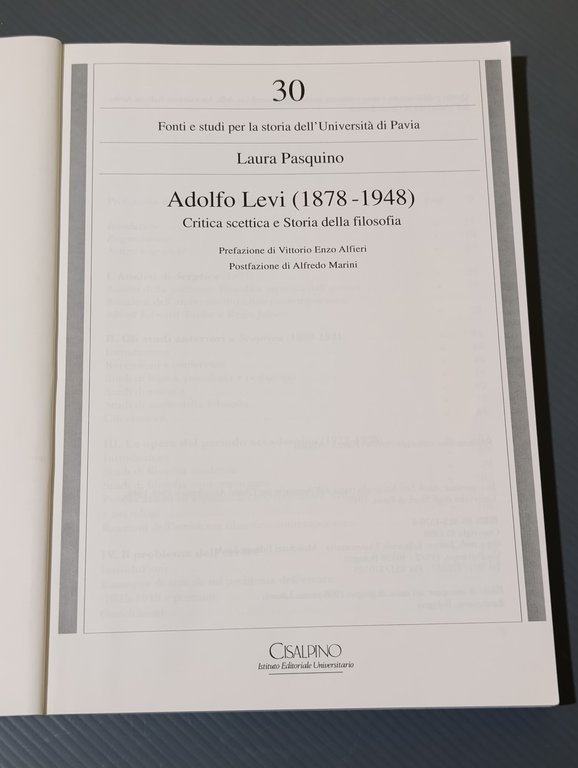 30
Fonti e studi per la storia dell'Università di Pavia
Laura Pasquino
Adolfo Levi (1878-1948)
Critica scettica e Storia della filosofia
Prefazione di Vittorio Enzo Alfieri
Postfazione di Alfredo Marini
CISALPINO
Istituto Editoriale Universitario